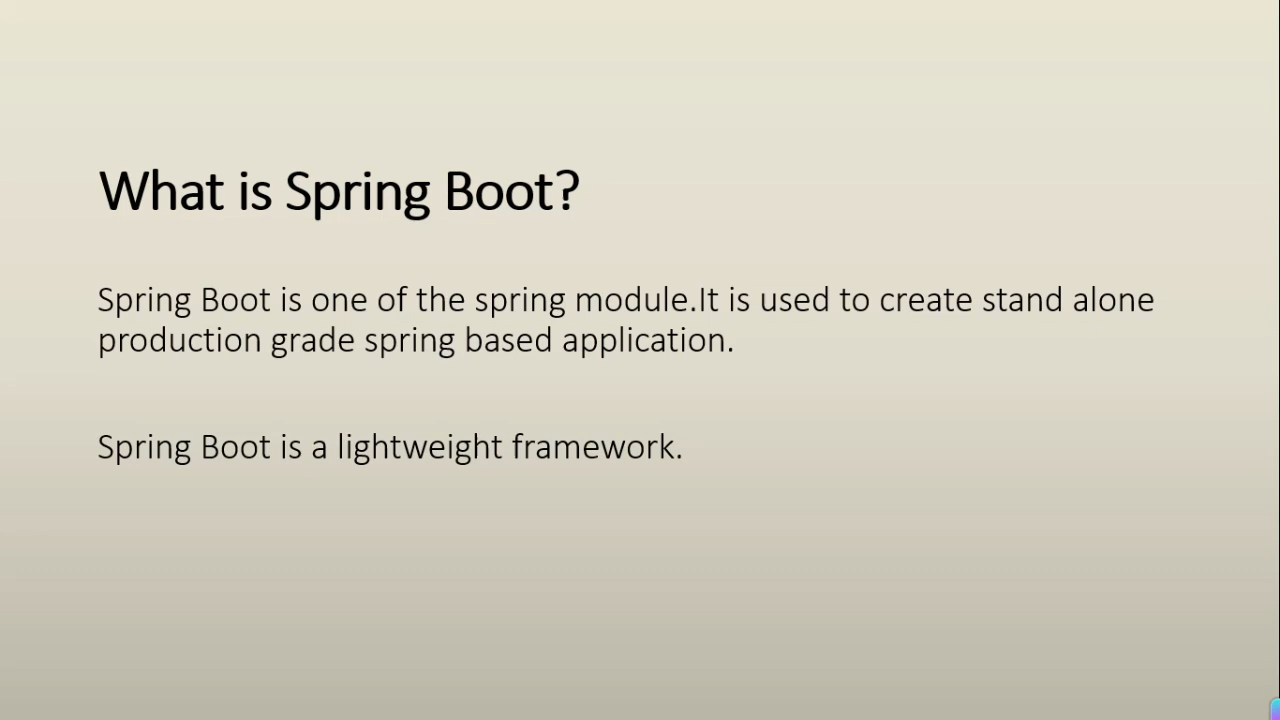 What is Spring Boot?
Spring Boot is one of the spring module.It is used to create stand alone
production grade spring based application.
Spring Boot is a lightweight framework.